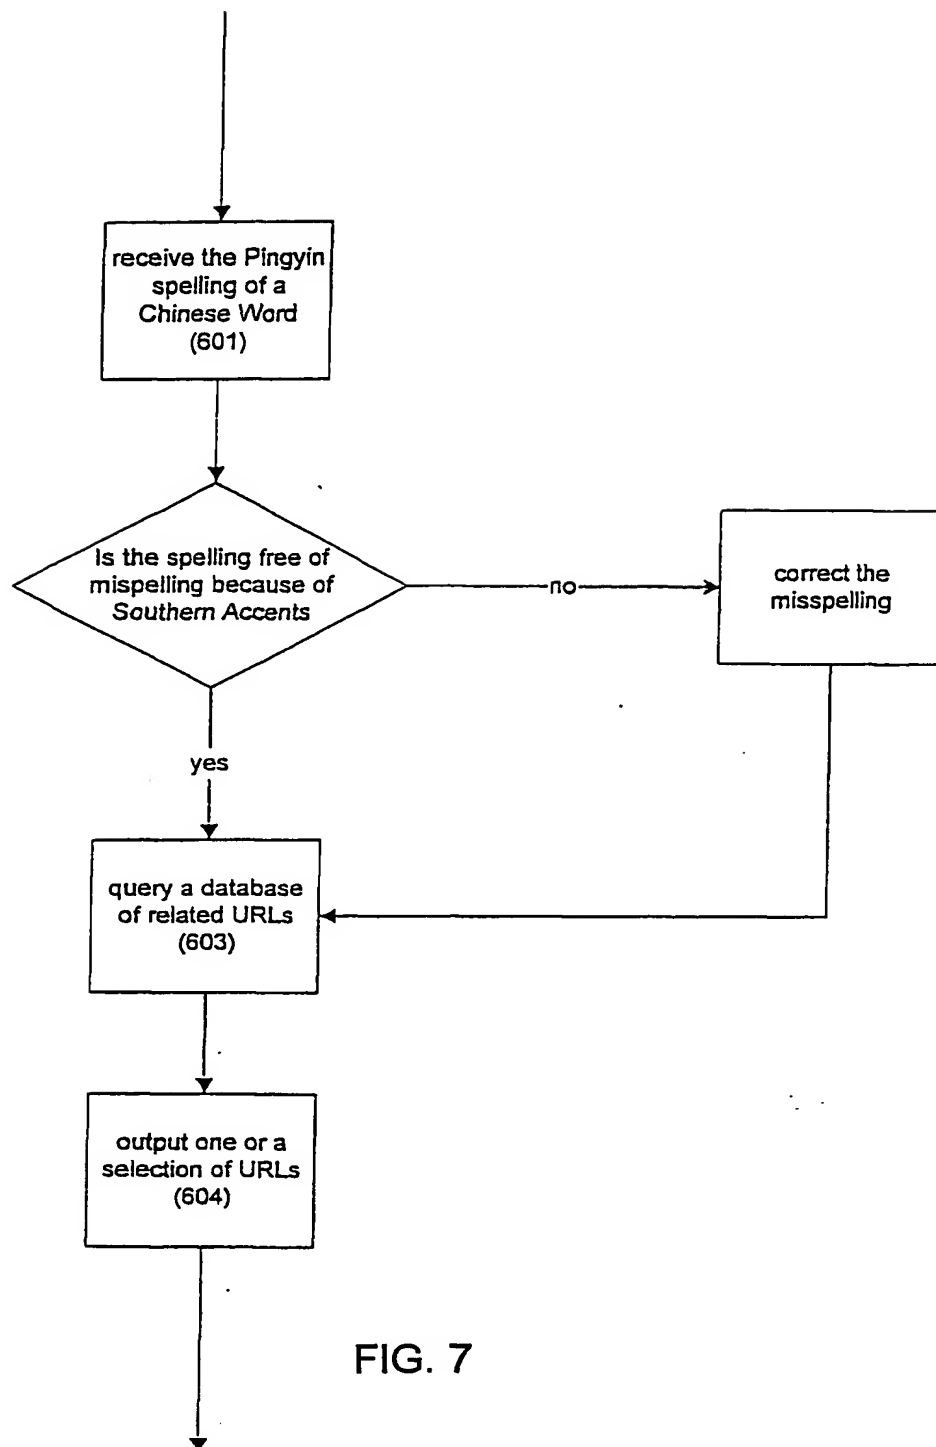 receive the Pingyin
spelling of a
Chinese Word
(601)
Is the spelling free of
mispelling because of
Southern Accents
no
correct the
misspelling
yes
query a database
of related URLs
(603)
output one or a
selection of URLs
(604)
FIG. 7